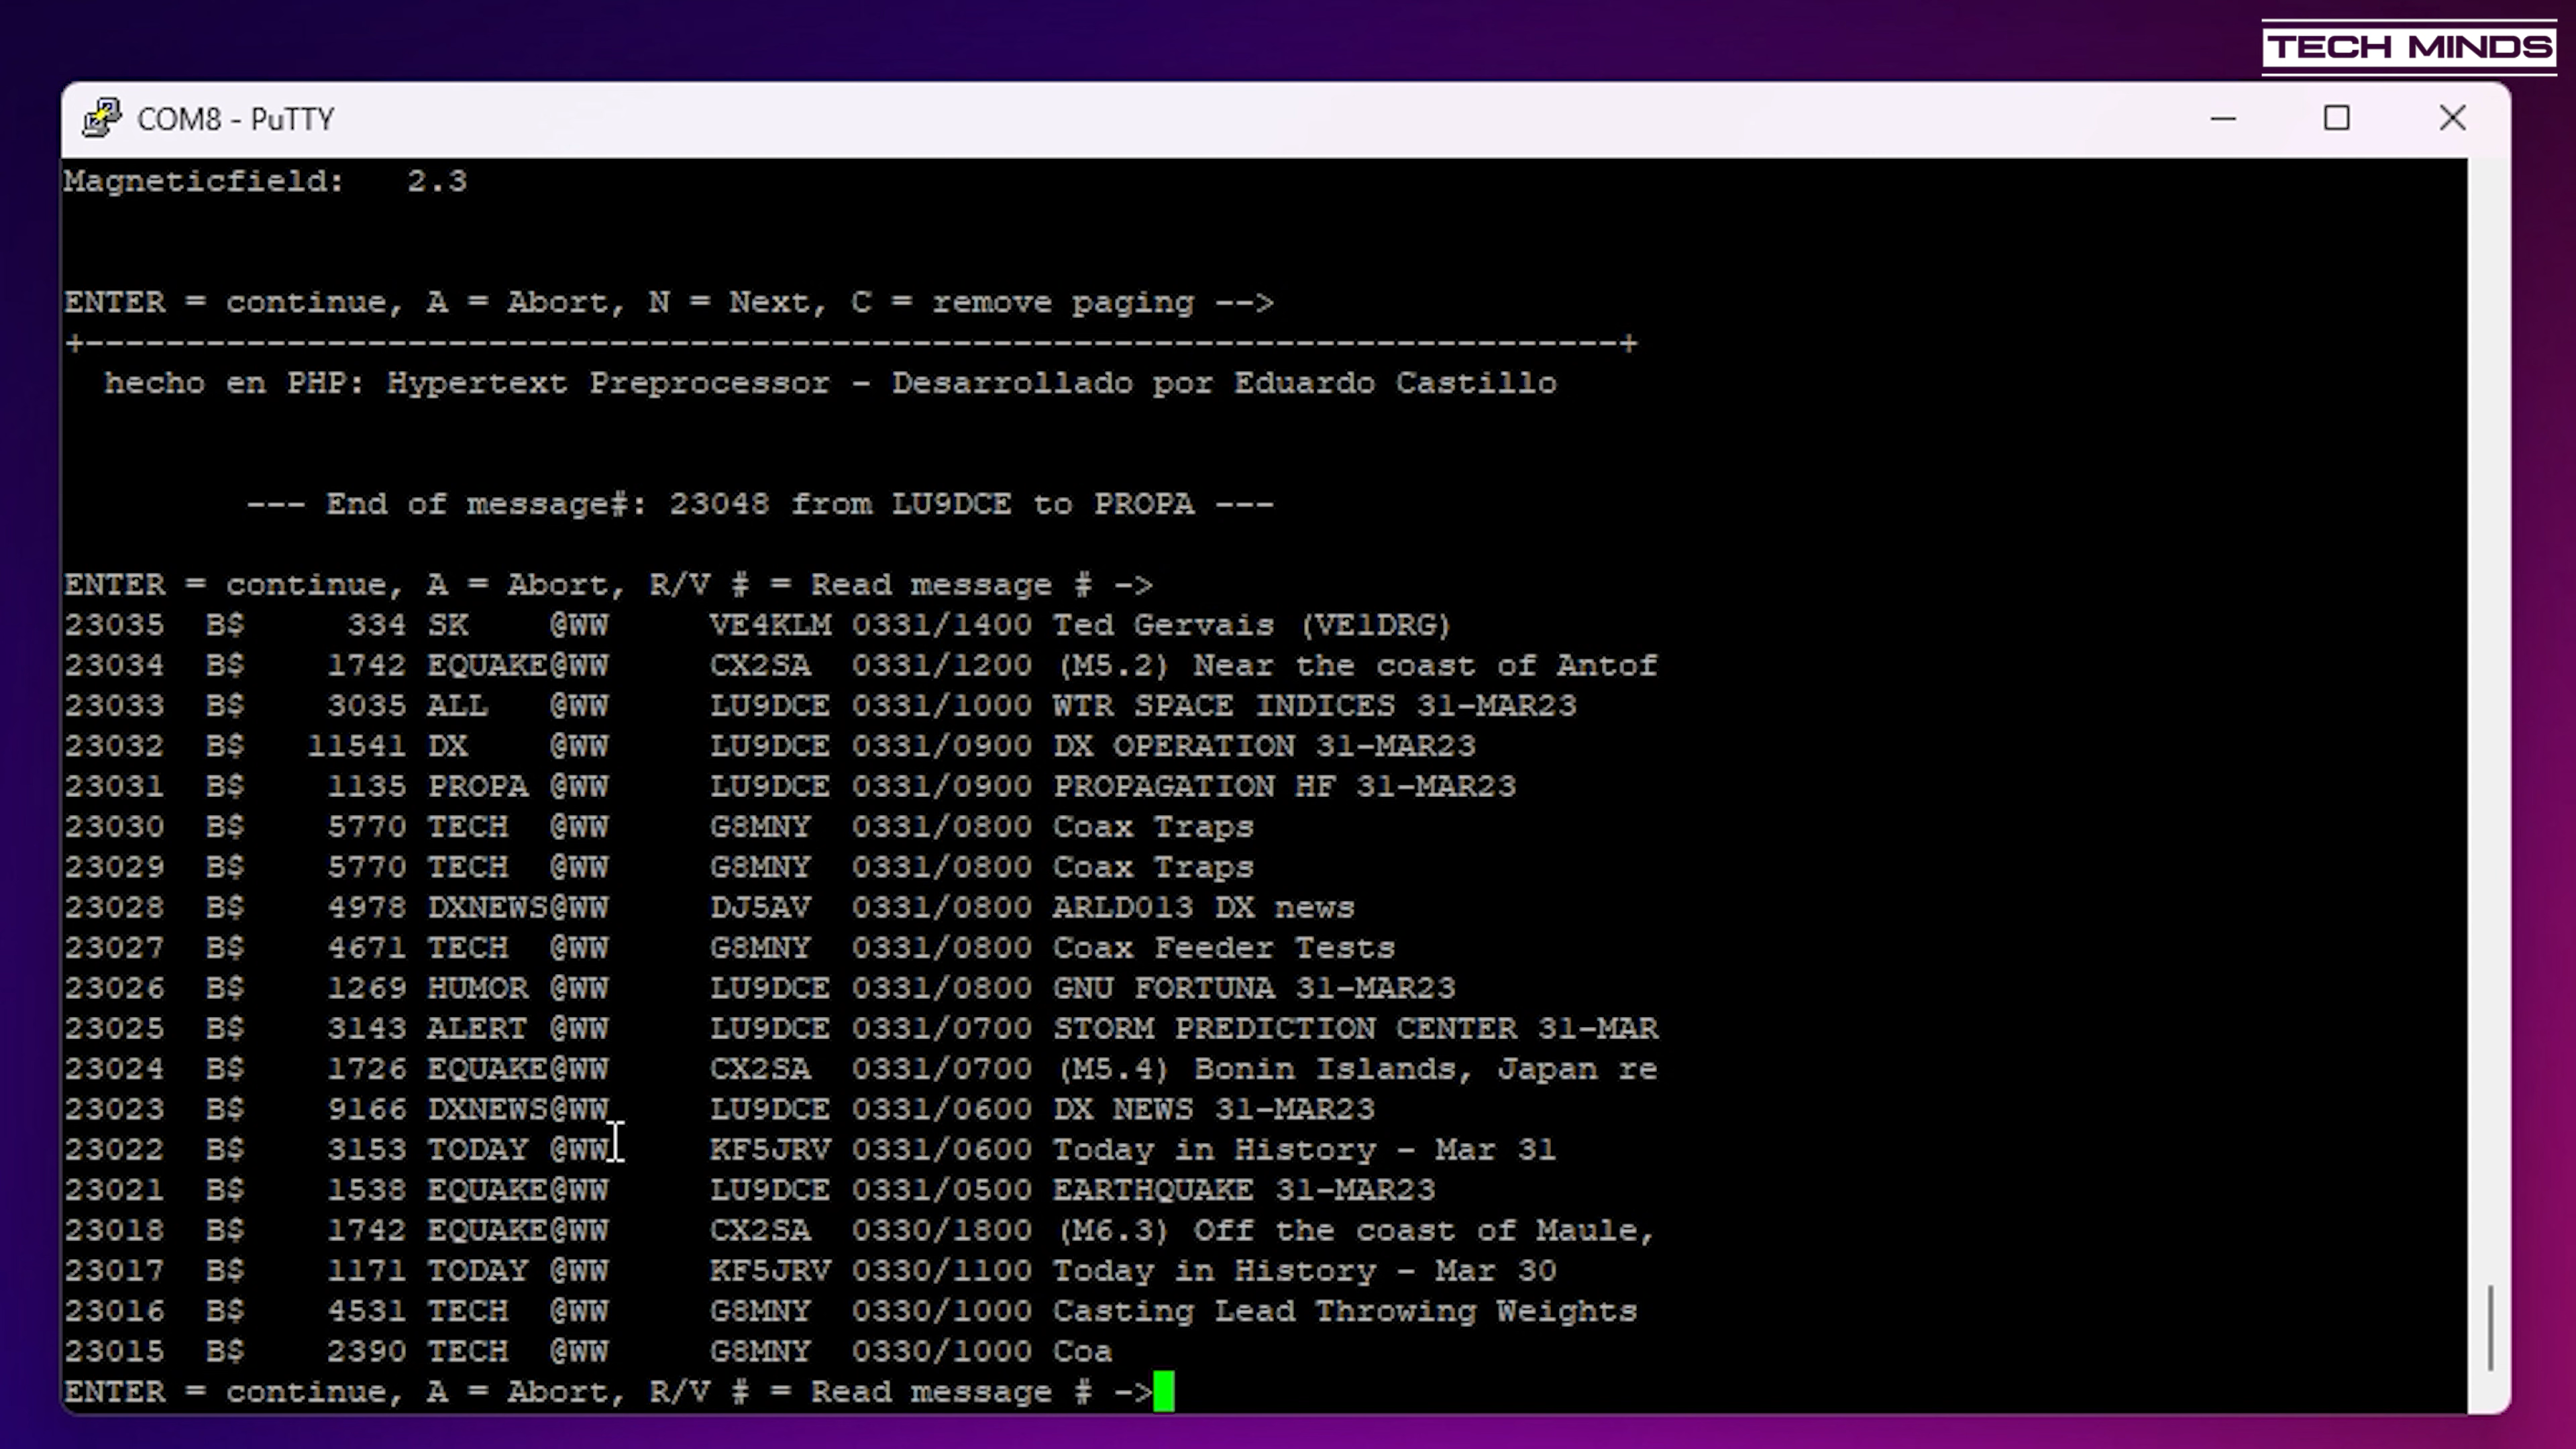 TECH MINDS
COM8 - PuTTY
Magneticfield:   2.3
ENTER = continue, A = Abort, N = Next, C = remove paging -->
+----------------------------------------------------------------------------+
  hecho en PHP: Hypertext Preprocessor - Desarrollado por Eduardo Castillo
         --- End of message#: 23048 from LU9DCE to PROPA ---
ENTER = continue, A = Abort, R/V # = Read message # ->
23035  B$     334 SK    @WW     VE4KLM 0331/1400 Ted Gervais (VE1DRG)
23034  B$    1742 EQUAKE@WW     CX2SA  0331/1200 (M5.2) Near the coast of Antof
23033  B$    3035 ALL   @WW     LU9DCE 0331/1000 WTR SPACE INDICES 31-MAR23
23032  B$   11541 DX    @WW     LU9DCE 0331/0900 DX OPERATION 31-MAR23
23031  B$    1135 PROPA @WW     LU9DCE 0331/0900 PROPAGATION HF 31-MAR23
23030  B$    5770 TECH  @WW     G8MNY  0331/0800 Coax Traps
23029  B$    5770 TECH  @WW     G8MNY  0331/0800 Coax Traps
23028  B$    4978 DXNEWS@WW     DJ5AV  0331/0800 ARLD013 DX news
23027  B$    4671 TECH  @WW     G8MNY  0331/0800 Coax Feeder Tests
23026  B$    1269 HUMOR @WW     LU9DCE 0331/0800 GNU FORTUNA 31-MAR23
23025  B$    3143 ALERT @WW     LU9DCE 0331/0700 STORM PREDICTION CENTER 31-MAR
23024  B$    1726 EQUAKE@WW     CX2SA  0331/0700 (M5.4) Bonin Islands, Japan re
23023  B$    9166 DXNEWS@WW     LU9DCE 0331/0600 DX NEWS 31-MAR23
23022  B$    3153 TODAY @WW     KF5JRV 0331/0600 Today in History - Mar 31
23021  B$    1538 EQUAKE@WW     LU9DCE 0331/0500 EARTHQUAKE 31-MAR23
23018  B$    1742 EQUAKE@WW     CX2SA  0330/1800 (M6.3) Off the coast of Maule,
23017  B$    1171 TODAY @WW     KF5JRV 0330/1100 Today in History - Mar 30
23016  B$    4531 TECH  @WW     G8MNY  0330/1000 Casting Lead Throwing Weights
23015  B$    2390 TECH  @WW     G8MNY  0330/1000 Coa
ENTER = continue, A = Abort, R/V # = Read message # ->